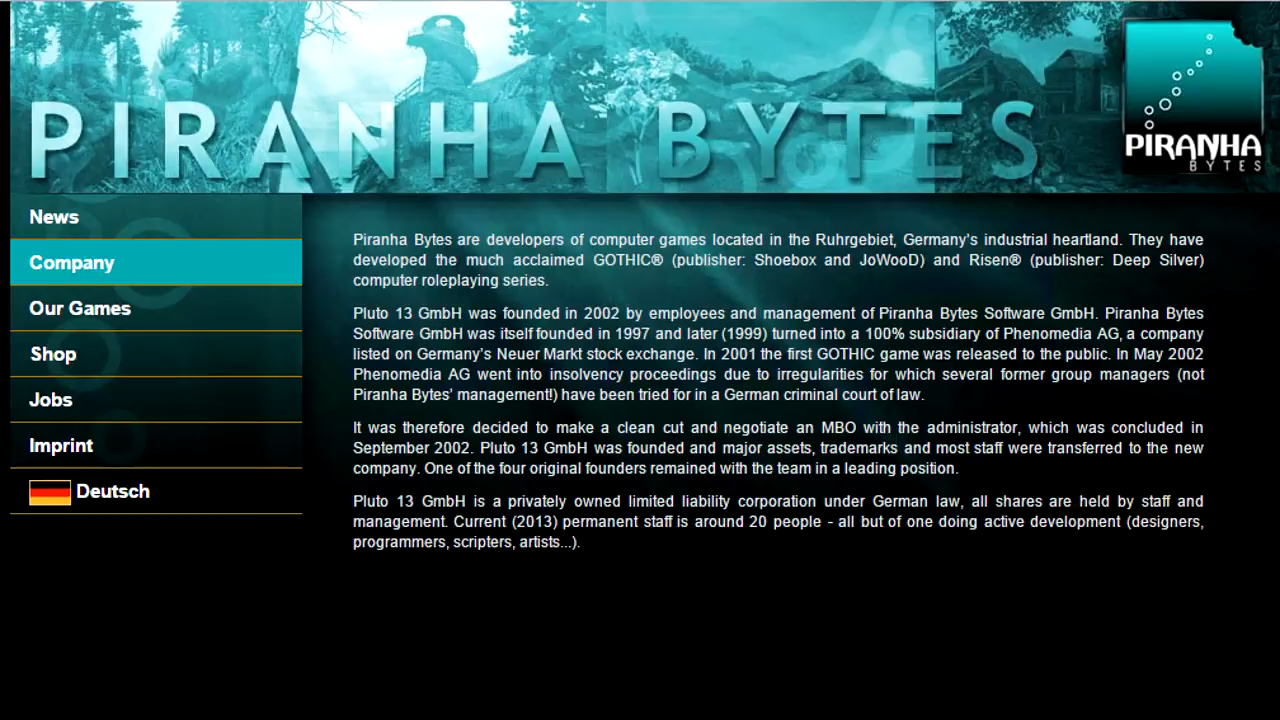 PIRANHA BYTES
PIRANHA
BYTES
News
Company
Our Games
Shop
Jobs
Imprint
Deutsch
Piranha Bytes are developers of computer games located in the Ruhrgebiet, Germany's industrial heartland. They have
developed the much acclaimed GOTHIC® (publisher: Shoebox and JoWooD) and Risen® (publisher: Deep Silver)
computer roleplaying series.
Pluto 13 GmbH was founded in 2002 by employees and management of Piranha Bytes Software GmbH. Piranha Bytes
Software GmbH was itself founded in 1997 and later (1999) turned into a 100% subsidiary of Phenomedia AG, a company
listed on Germany's Neuer Markt stock exchange. In 2001 the first GOTHIC game was released to the public. In May 2002
Phenomedia AG went into insolvency proceedings due to irregularities for which several former group managers (not
Piranha Bytes' management!) have been tried for in a German criminal court of law.
It was therefore decided to make a clean cut and negotiate an MBO with the administrator, which was concluded in
September 2002. Pluto 13 GmbH was founded and major assets, trademarks and most staff were transferred to the new
company. One of the four original founders remained with the team in a leading position.
Pluto 13 GmbH is a privately owned limited liability corporation under German law, all shares are held by staff and
management. Current (2013) permanent staff is around 20 people - all but of one doing active development (designers,
programmers, scripters, artists...).